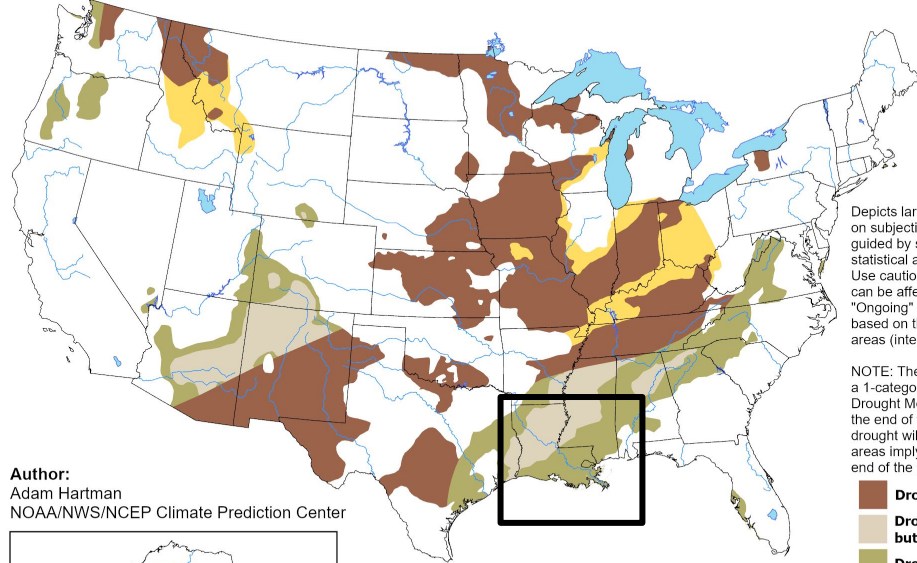 Depicts lar
on subjecti
guided by s
statistical a
Use cautio
can be affe
"Ongoing"
based on t
areas (inte
NOTE: The
a 1-catego
Drought Mo
the end of
drought wil
areas imply
end of the
Author:
Adam Hartman
NOAA/NWS/NCEP Climate Prediction Center
Dro
Dro
but